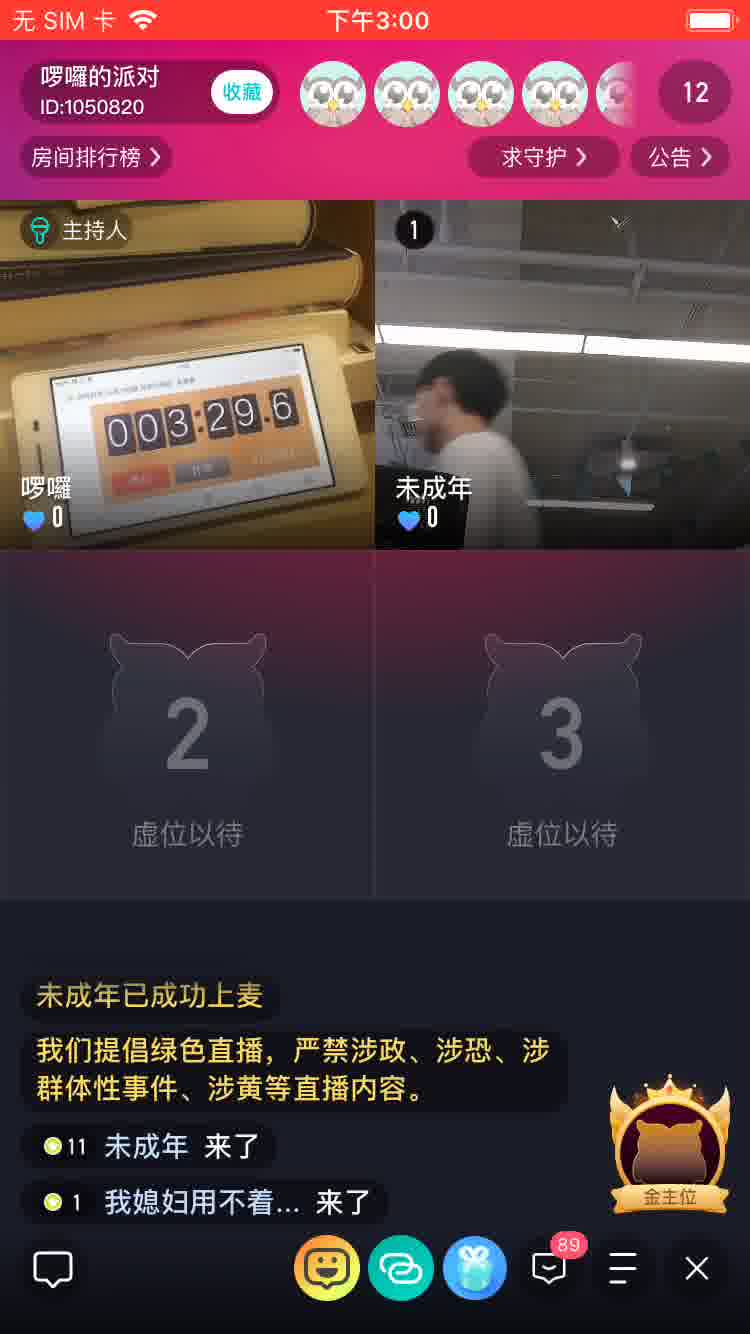 无 SIM 卡
下午3:00
啰囉的派对
ID:1050820
收藏
12
房间排行榜
求守护
公告
主持人
1
003:29.6
啰囉
0
未成年
0
2
虚位以待
3
虚位以待
未成年已成功上麦
我们提倡绿色直播，严禁涉政、涉恐、涉
群体性事件、涉黄等直播内容。
11 未成年 来了
1 我媳妇用不着... 来了
金主位
89